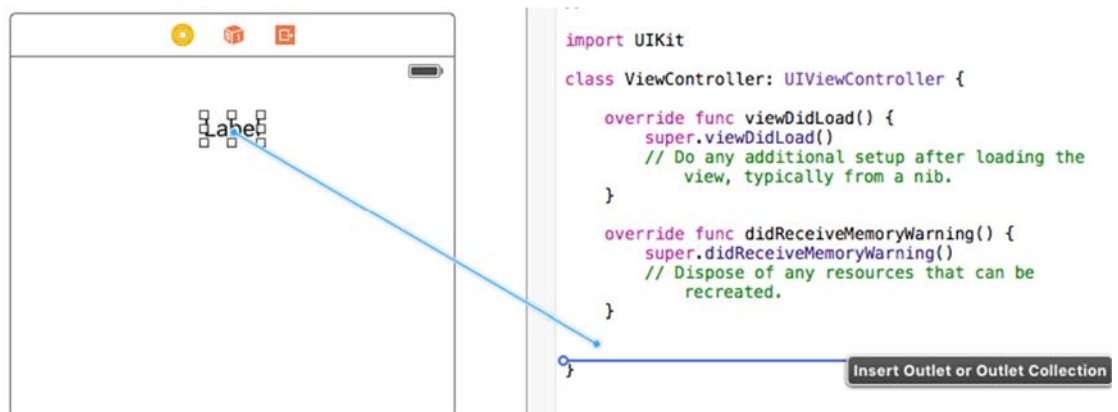 Label
import UIKit
class ViewController: UIViewController {
override func viewDidLoad() {
super.viewDidLoad()
// Do any additional setup after loading the
view, typically from a nib.
}
override func didReceiveMemoryWarning() {
super.didReceiveMemoryWarning()
// Dispose of any resources that can be
recreated.
}
}
Insert Outlet or Outlet Collection